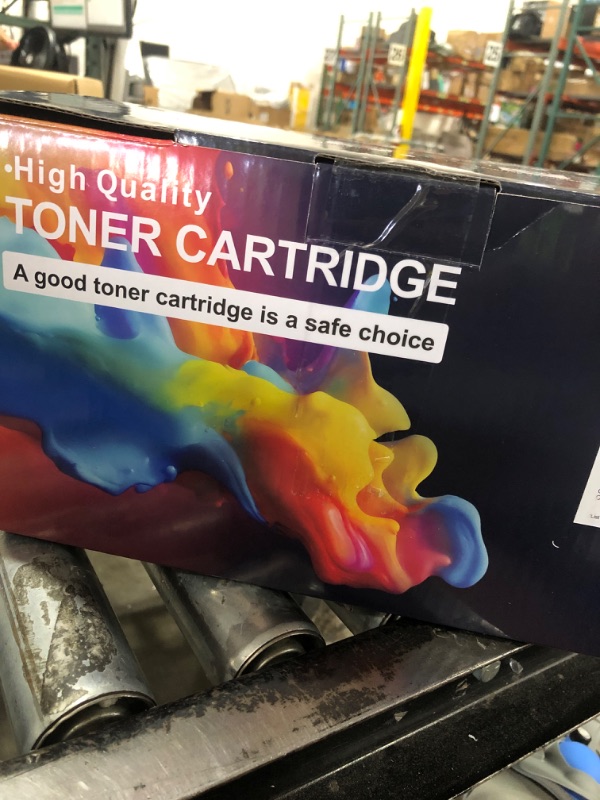 •High Quality
TONER CARTRIDGE
A good toner cartridge is a safe choice